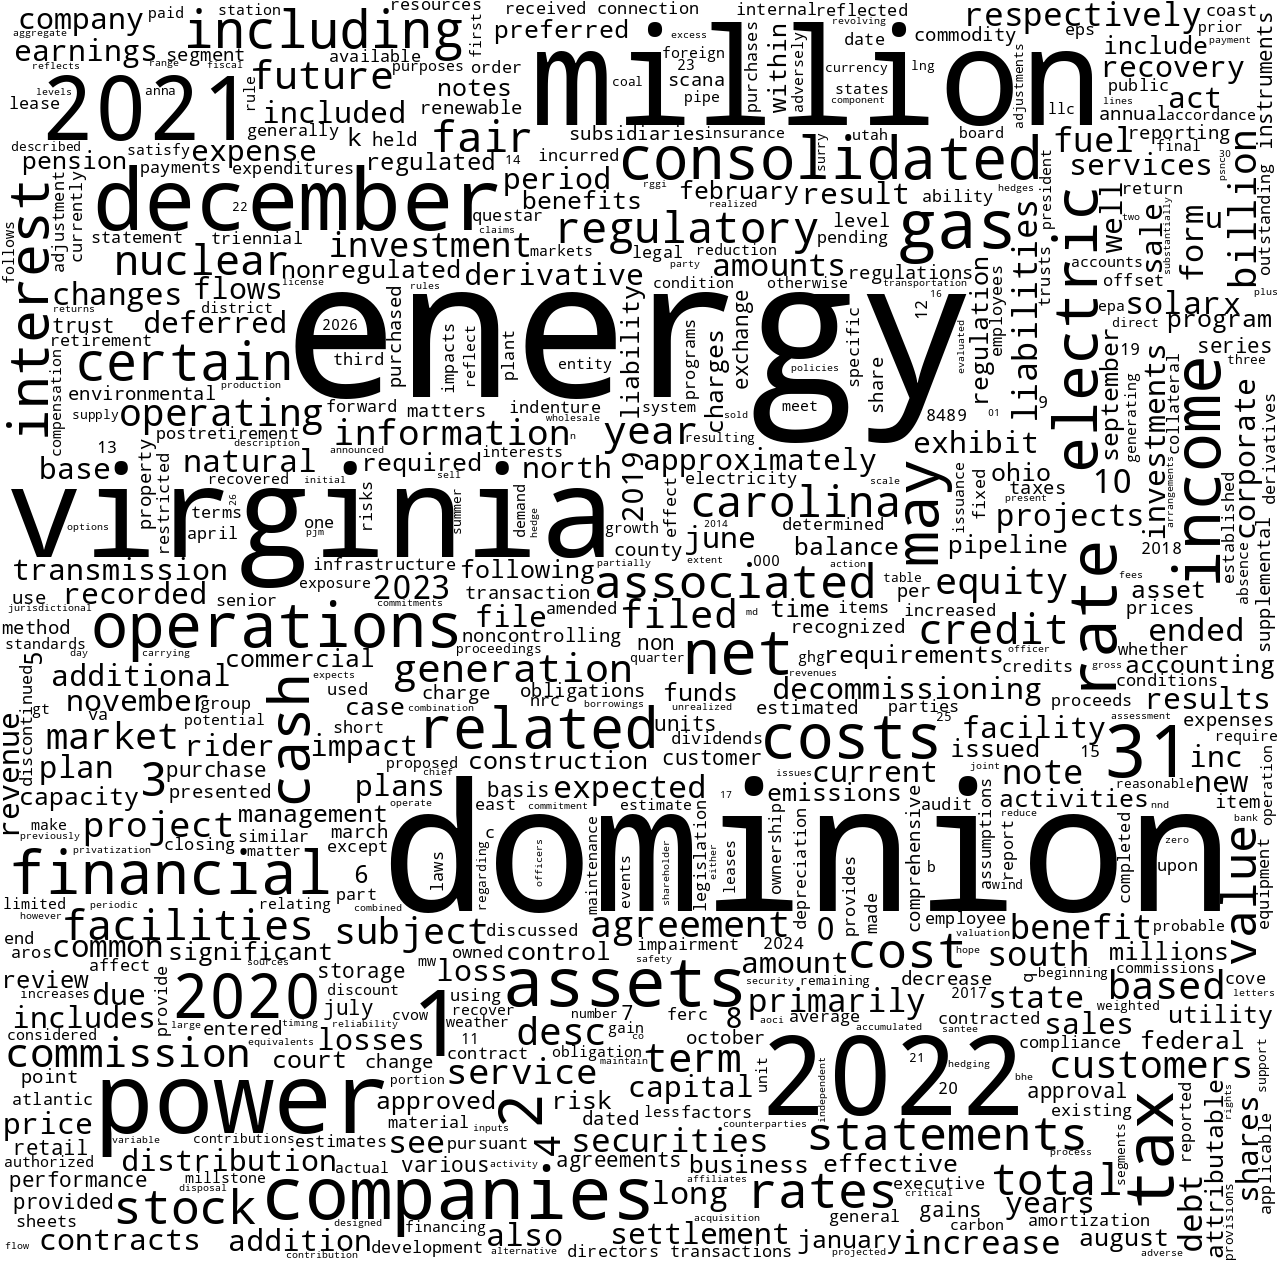 company paid station resources received connection internal reflected revolving respectively coast
aggregate including preferred excess date commodity eps prior
earnings segment available first million foreign currency include payment instruments
reflects range fiscal future purposes order 23 scana purchases within adversely states lng adjustments recovery
levels anna rule notes coal pipe component public
lease 2021 included renewable llc act lines
generally k held fair subsidiaries insurance utah board annual accordance
described satisfy expense consolidated surry fuel reporting
pension payments expenditures regulated 14 incurred final
interest december 22 period rggi february result ability hedges services psncg billion outstanding
benefits realized president return
adjustment currently questar claims regulatory level pending gas liabilities electric well two sale form u
follows statement triennial investment markets legal reduction accounts substantially
nuclear nonregulated license derivative party amounts regulations trusts offset
changes flows rules condition otherwise transportation employees epa solar x plus
returns district energy 12 16 regulation direct program
trust deferred 2026 purchased impacts reflect plant exchange specific evaluated 19 series
retirement certain third entity liability programs charges policies share september three
compensation environmental production generating investments collateral income corporate derivatives
supply operating forward matters indenture wholesale system sold meet 8489 01 9
13 postretirement description information n year resulting exhibit
base property natural announced required interests approximately ohio
virginia restricted recovered initial sell north 2019 electricity scale may issuance fixed taxes 10 arrangements
options terms 26 one risks summer demand hedge effect carolina present projects established supplemental
april pjm growth 2014 determined 2018
transmission infrastructure following county june balance pipeline absence
use recorded exposure 2023 partially extent 000 action rate fees
jurisdictional senior commitments transaction associated table per equity asset
method operations file amended filed md time items increased credit prices
standards noncontrolling recognized ended
day carrying commercial proceedings non net ghg requirements officer whether
5 additional expects generation quarter revenues credits gross accounting
discontinued november group cash used charge obligations funds decommissioning conditions
gt va potential case combination nrc borrowings unrealized estimated parties proceeds results
revenue market rider impact short related units dividends costs 25 facility assessment expenses
plan 3 purchase proposed construction customer issued 15 31 inc require
capacity presented plans chief basis expected issues current joint note reasonable new operation
make management operate east commitment estimate 17 emissions audit activities nnd item
previously project similar march dominion reduce bank
privatization closing matter except c maintenance legislation ownership depreciation comprehensive assumptions report completed zero value equipment
financial 6 laws regarding officers events shareholder either leases b wind upon
limited periodic relating part combined provides made
however facilities subject agreement 0 employee benefit probable
end common significant discussed impairment 2024 valuation
aros sources owned control safety cost hope south millions
review affect provide storage mw loss assets amount decrease q beginning commissions
increases due 2020 discount using security remaining 2017 state based cove letters
includes large timing july cvow 1 recover number 7 primarily contracted weighted
considered entered reliability weather desc gain ferc 8 aoci average accumulated santee sales utility
commission equivalents losses 11 co october compliance federal
court change contract obligation term 21 hedging bhe customers support
point portion service maintain unit 2022 20
atlantic power approved 2 risk capital independent approval rights
price material dated less factors existing tax reported attributable
retail variable contributions estimates see inputs pursuant 4 securities counterparties statements process shares applicable
authorized distribution actual various activity agreements business effective segments
performance millstone affiliates executive total
provided disposal stock companies long rates critical gains years debt provisions
sheets designed financing acquisition general carbon amortization
flow contracts addition development also settlement january increase august
contribution alternative directors transactions projected adverse